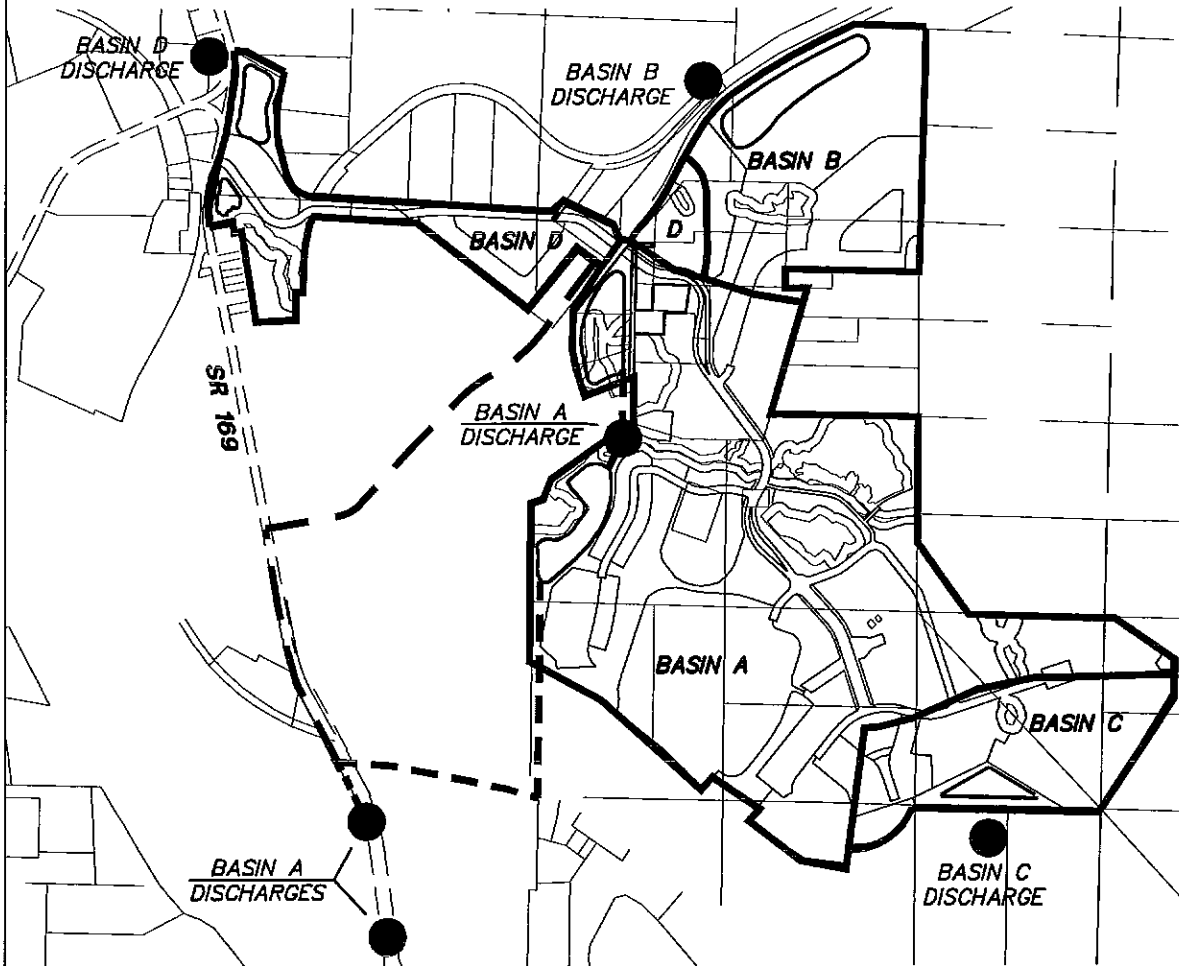 BASIN D
DISCHARGE
BASIN B
DISCHARGE
BASIN B
BASIN D
D
SR 169
BASIN A
DISCHARGE
BASIN A
BASIN C
BASIN A
DISCHARGES
BASIN C
DISCHARGE